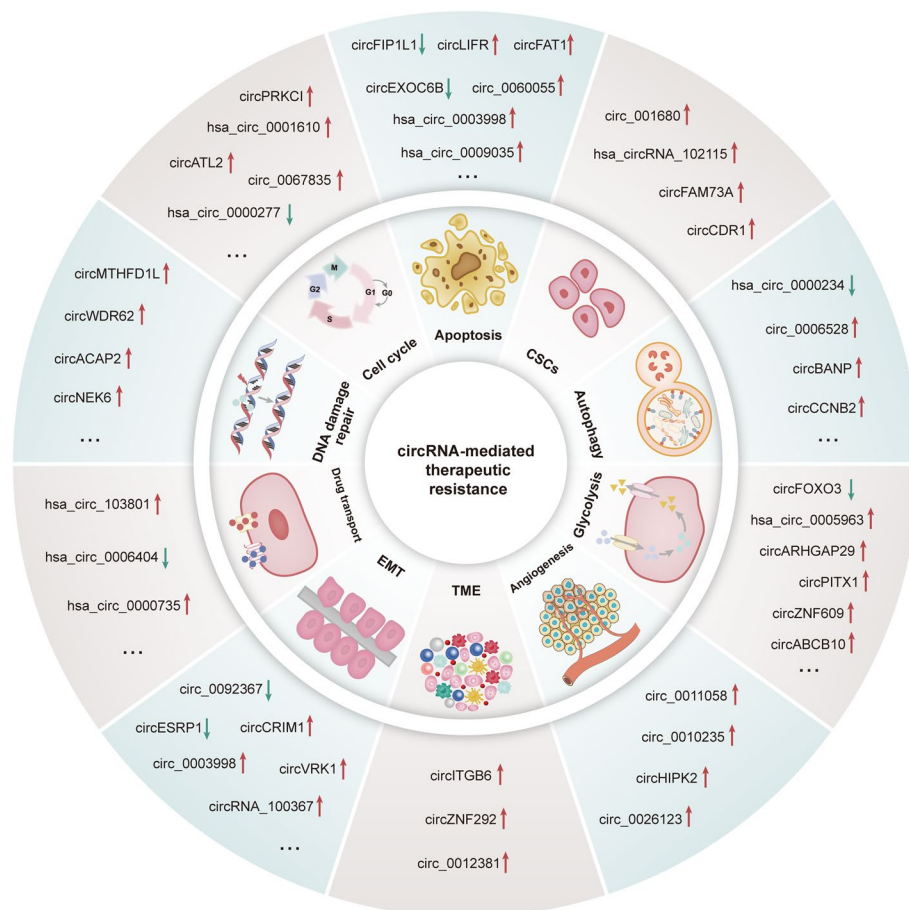 circFIP1L1↓ circLIFR↑ circFAT1↑
circEXOC6B↓ circ_0060055↑
hsa_circ_0003998↑
hsa_circ_0009035↑
...
circ_001680↑
hsa_circRNA_102115↑
circFAM73A↑
circCDR1↑
hsa_circ_0000234↓
circ_0006528↑
circBANP↑
circCCNB2↑
...
circFOXO3↓
hsa_circ_0005963↑
circARHGAP29↑
circPITX1↑
circZNF609↑
circABCB10↑
...
circ_0011058↑
circ_0010235↑
circHIPK2↑
circ_0026123↑
circITGB6↑
circZNF292↑
circ_0012381↑
circ_0092367↓
circESRP1↓ circCRIM1↑
circ_0003998↑ circVRK1↑
circRNA_100367↑
...
hsa_circ_103801↑
hsa_circ_0006404↓
hsa_circ_0000735↑
...
circMTHFD1L↑
circWDR62↑
circACAP2↑
circNEK6↑
...
circPRKCI↑
hsa_circ_0001610↑
circATL2↑
circ_0067835↑
hsa_circ_0000277↓
...
Apoptosis
CSCs
Autophagy
Glycolysis
Angiogenesis
TME
EMT
Drug transport
DNA damage
repair
Cell cycle
M
G2
G1
G0
S
circRNA-mediated
therapeutic
resistance